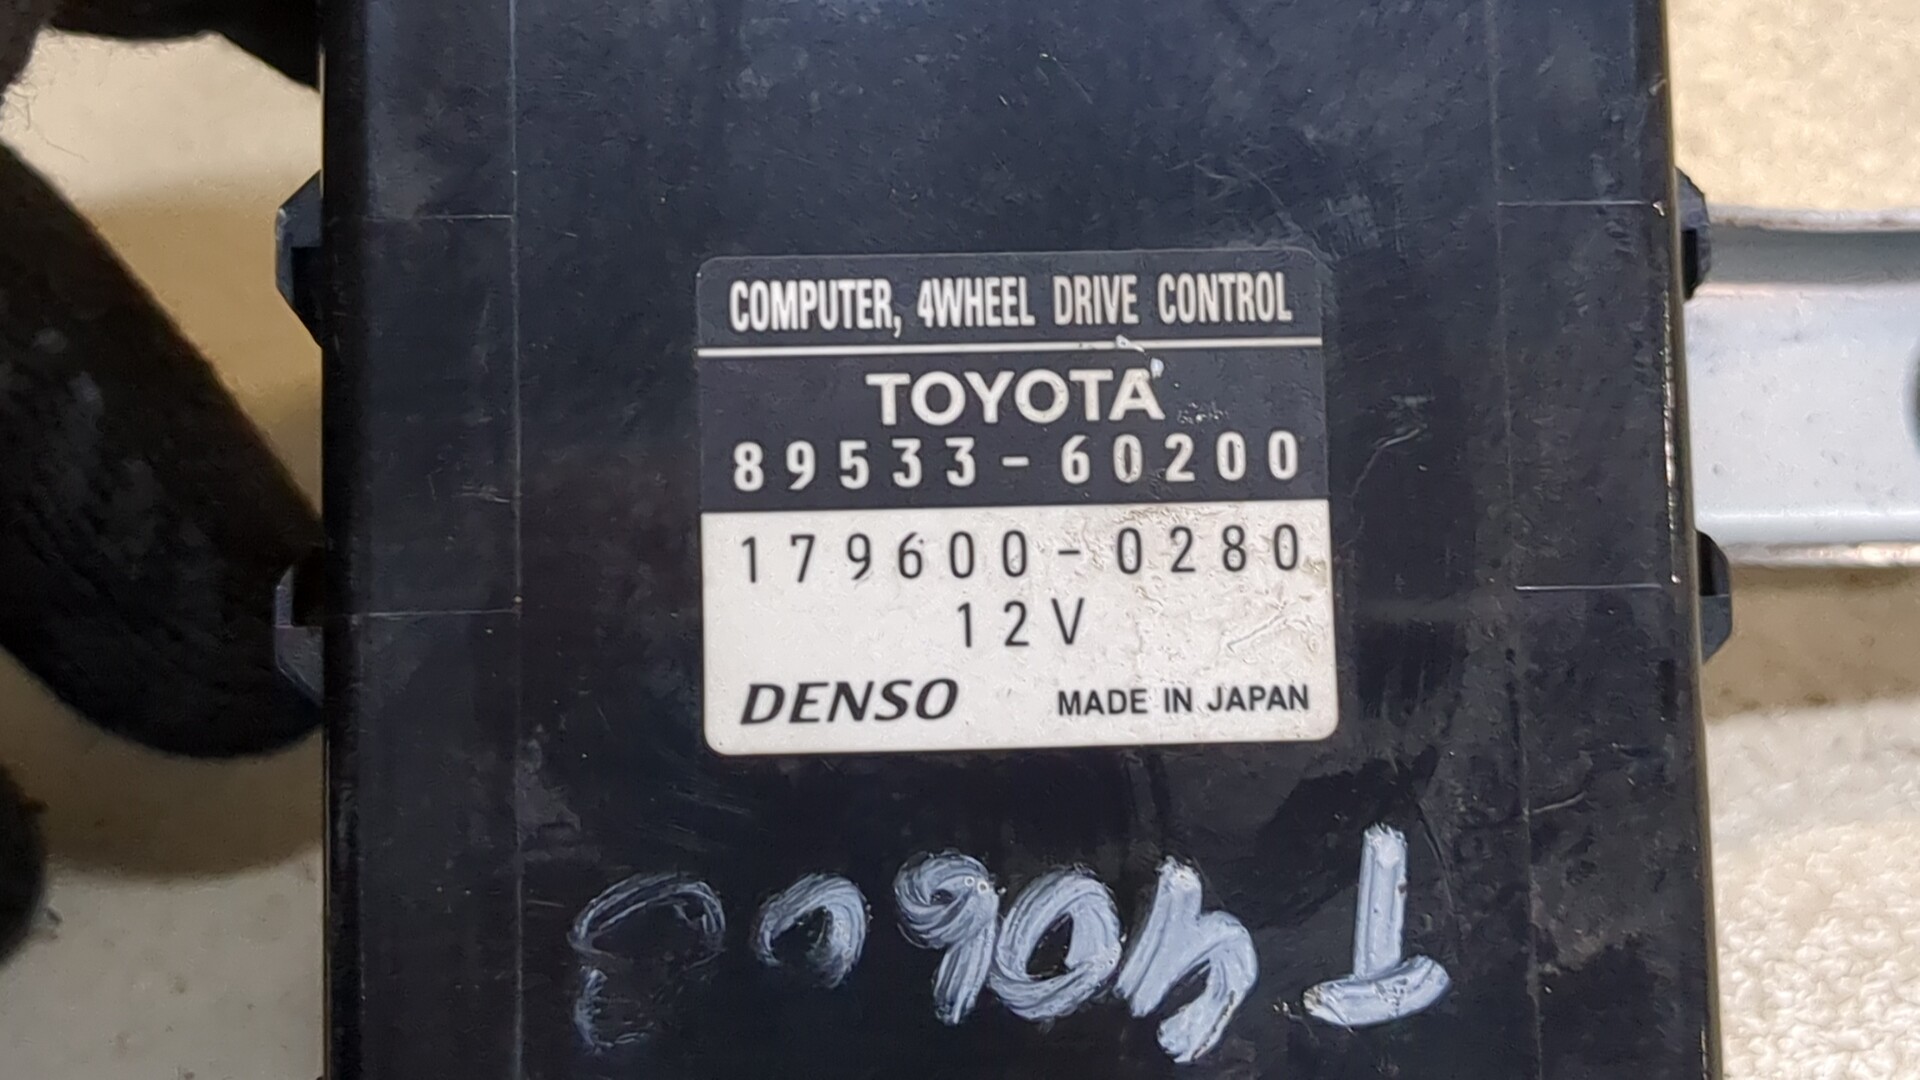 COMPUTER, 4WHEEL DRIVE CONTROL
TOYOTA
89533-60200
179600-0280
12V
DENSO MADE IN JAPAN